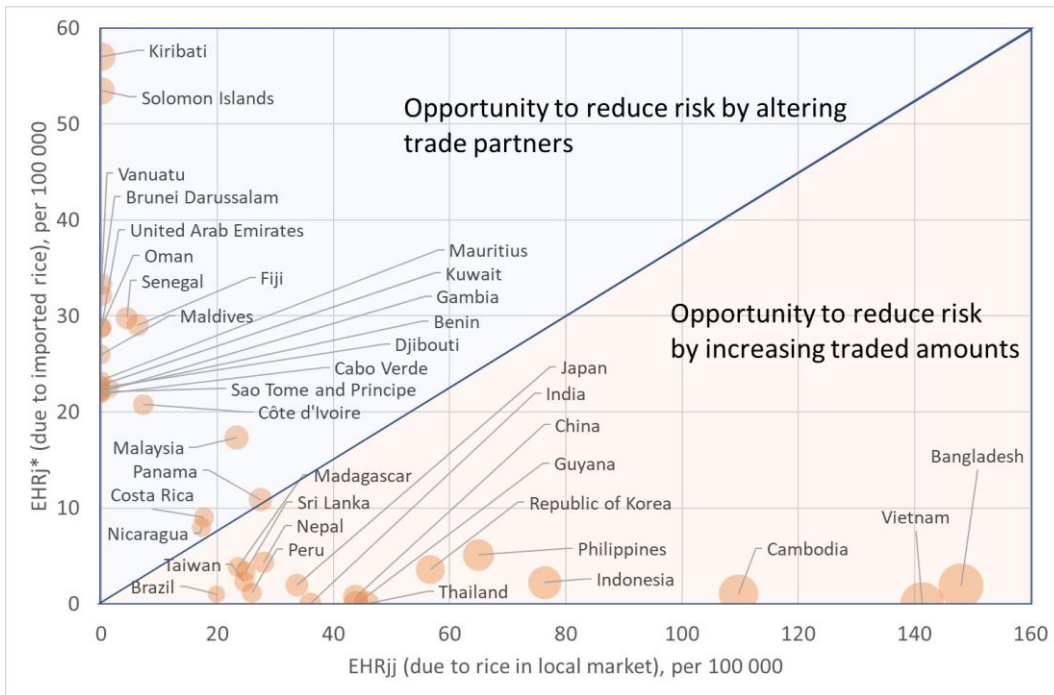 60
50
40
30
20
10
0
EHRj* (due to imported rice), per 100 000
Kiribati
Solomon Islands
Opportunity to reduce risk by altering
trade partners
Vanuatu
Brunei Darussalam
United Arab Emirates
Oman
Senegal
Fiji
Maldives
Mauritius
Kuwait
Gambia
Benin
Djibouti
Cabo Verde
Sao Tome and Principe
Côte d'Ivoire
Opportunity to reduce risk
by increasing traded amounts
Japan
India
China
Guyana
Republic of Korea
Malaysia
Panama
Costa Rica
Nicaragua
Madagascar
Sri Lanka
Nepal
Peru
Taiwan
Brazil
Thailand
Philippines
Indonesia
Cambodia
Vietnam
Bangladesh
0 20 40 60 80 100 120 140 160
EHRjj (due to rice in local market), per 100 000